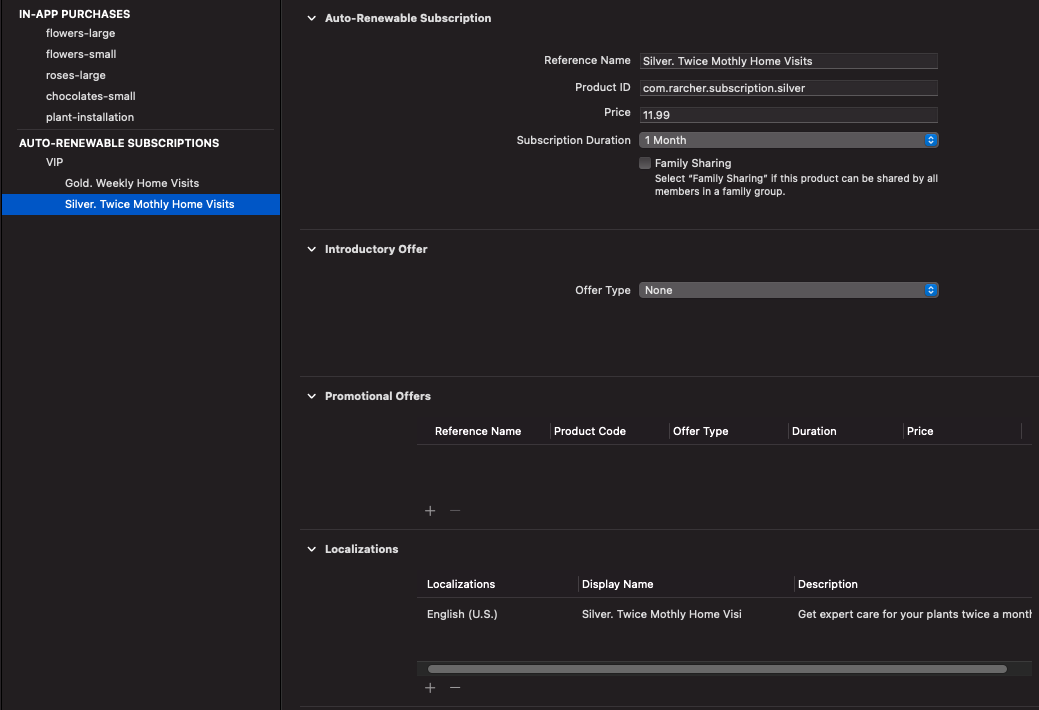 IN-APP PURCHASES
flowers-large
flowers-small
roses-large
chocolates-small
plant-installation
AUTO-RENEWABLE SUBSCRIPTIONS
VIP
Gold. Weekly Home Visits
Silver. Twice Mothly Home Visits
Auto-Renewable Subscription
Reference Name Silver. Twice Mothly Home Visits
Product ID com.rarcher.subscription.silver
Price 11.99
Subscription Duration 1 Month
Family Sharing
Select “Family Sharing” if this product can be shared by all
members in a family group.
Introductory Offer
Offer Type None
Promotional Offers
Reference Name Product Code Offer Type Duration Price
Localizations
Localizations Display Name Description
English (U.S.) Silver. Twice Mothly Home Visi Get expert care for your plants twice a month